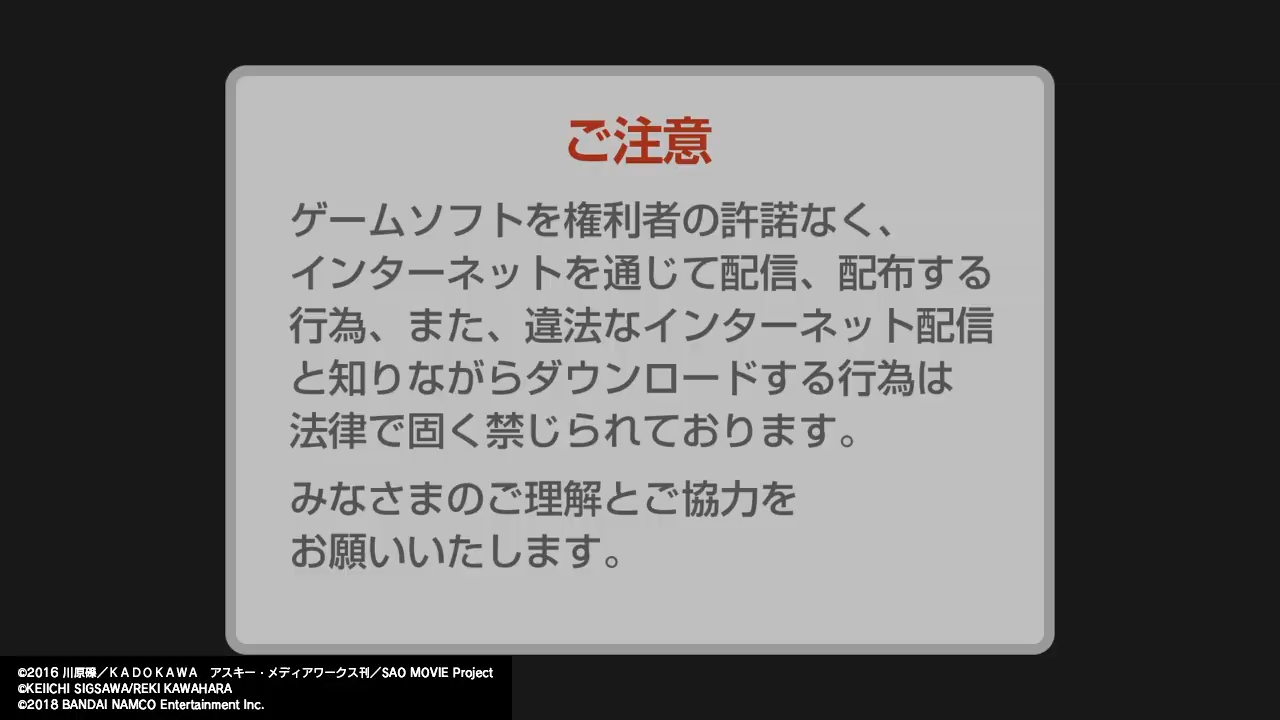 ご注意
ゲームソフトを権利者の許諾なく、
インターネットを通じて配信、配布する
行為、また、違法なインターネット配信
と知りながらダウンロードする行為は
法律で固く禁じられております。
みなさまのご理解とご協力を
お願いいたします。
©2016 川原礫／ＫＡＤＯＫＡＷＡ　アスキー・メディアワークス刊／SAO MOVIE Project
©KEIICHI SIGSAWA/REKI KAWAHARA
©2018 BANDAI NAMCO Entertainment Inc.